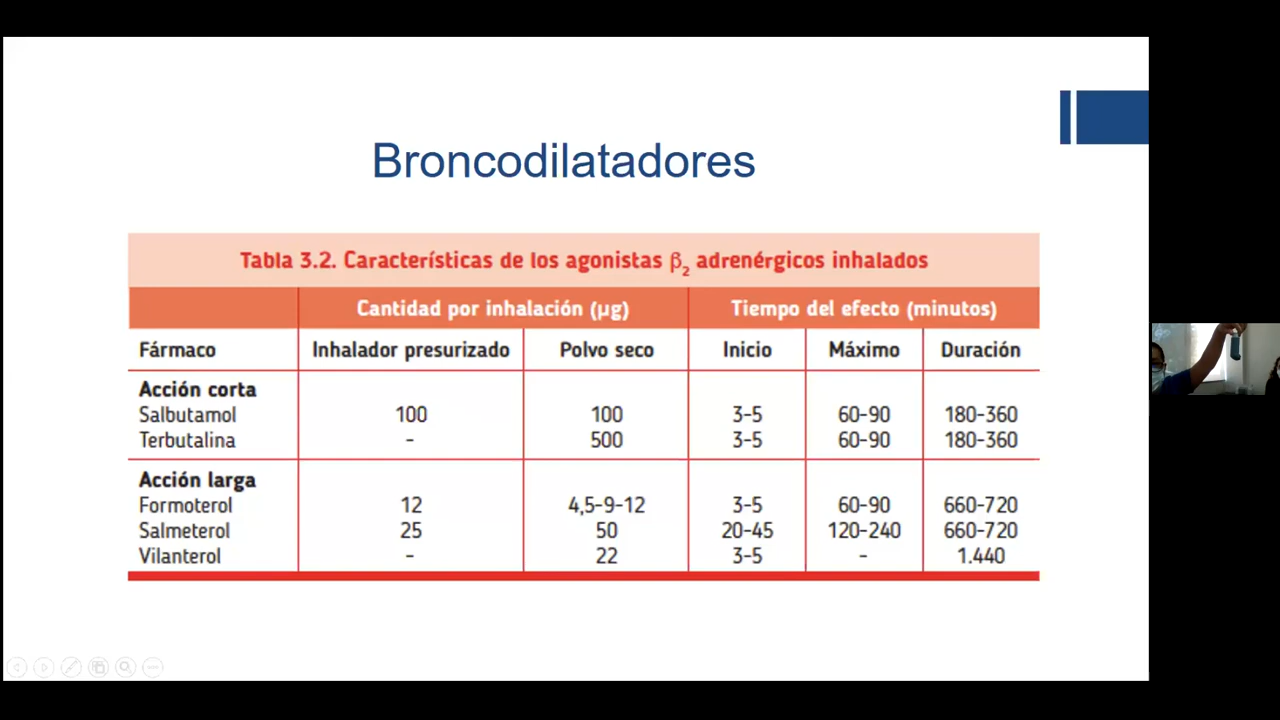 Broncodilatadores
Tabla 3.2. Características de los agonistas β2 adrenérgicos inhalados
Cantidad por inhalación (µg) Tiempo del efecto (minutos)
Fármaco Inhalador presurizado Polvo seco Inicio Máximo Duración
Acción corta
Salbutamol 100 100 3-5 60-90 180-360
Terbutalina - 500 3-5 60-90 180-360
Acción larga
Formoterol 12 4,5-9-12 3-5 60-90 660-720
Salmeterol 25 50 20-45 120-240 660-720
Vilanterol - 22 3-5 - 1.440